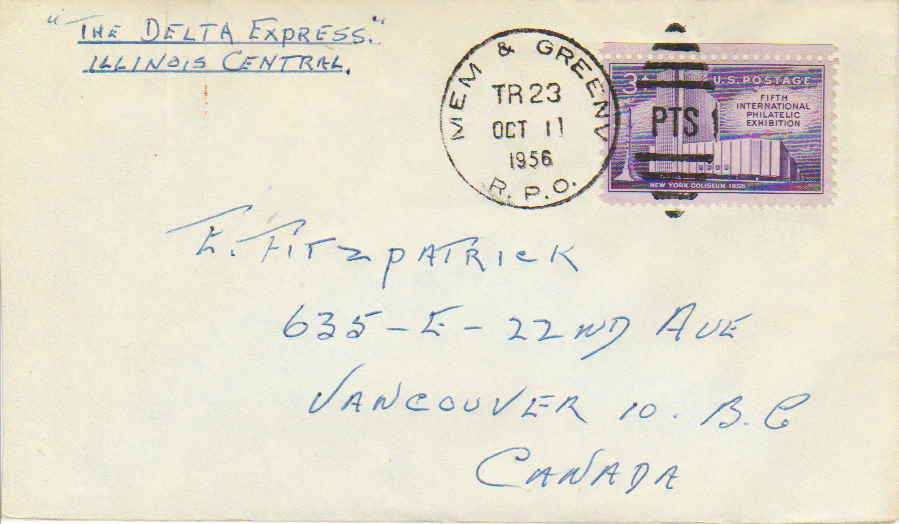 "THE DELTA EXPRESS."
ILLINOIS CENTRAL.
MEM & GREENV
TR 23
OCT 11
1956
R.P.O.
PTS
3¢
U.S. POSTAGE
FIFTH
INTERNATIONAL
PHILATELIC
EXHIBITION
NEW YORK COLISEUM 1956
E. FITZPATRICK
635-E-22ND AVE
VANCOUVER 10. B.C
CANADA